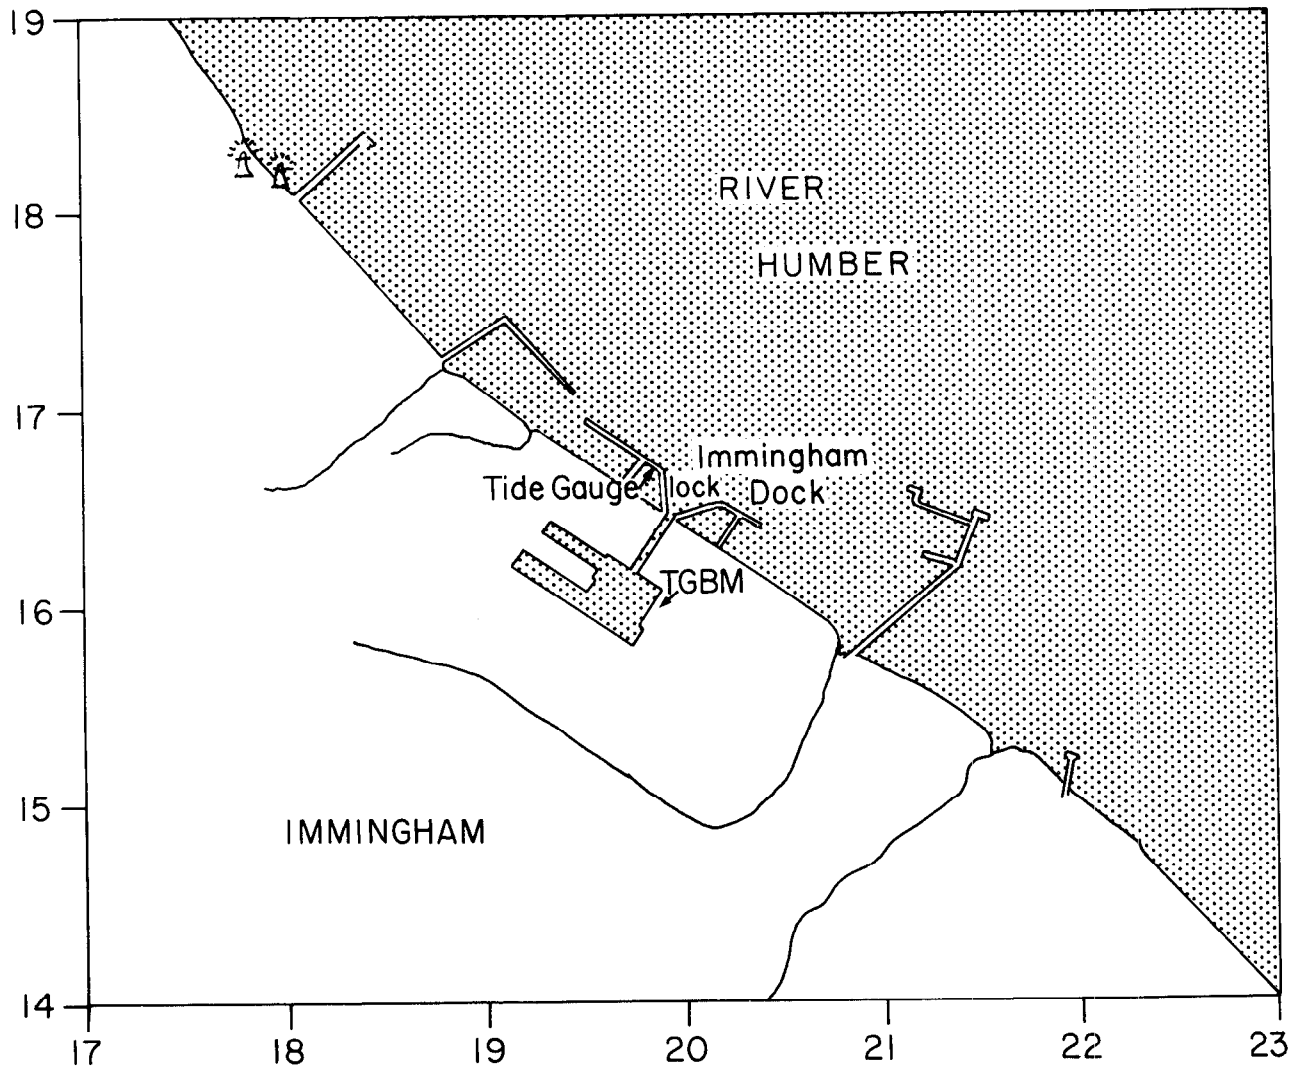 19
RIVER
18
HUMBER
17
Immingham
Tide Gauge lock Dock
TGBM
16
15
IMMINGHAM
14
17 18 19 20 21 22 23